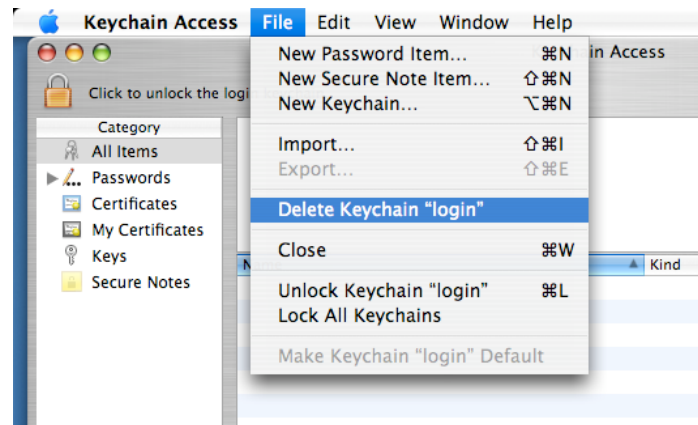 Keychain Access File Edit View Window Help
New Password Item... ⌘N
New Secure Note Item... ⇧⌘N
New Keychain... ⌥⌘N
Import... ⇧⌘I
Export... ⇧⌘E
Delete Keychain “login”
Close ⌘W
Unlock Keychain “login” ⌘L
Lock All Keychains
Make Keychain “login” Default
in Access
Click to unlock the logi
Category
All Items
Passwords
Certificates
My Certificates
Keys
Secure Notes
Kind